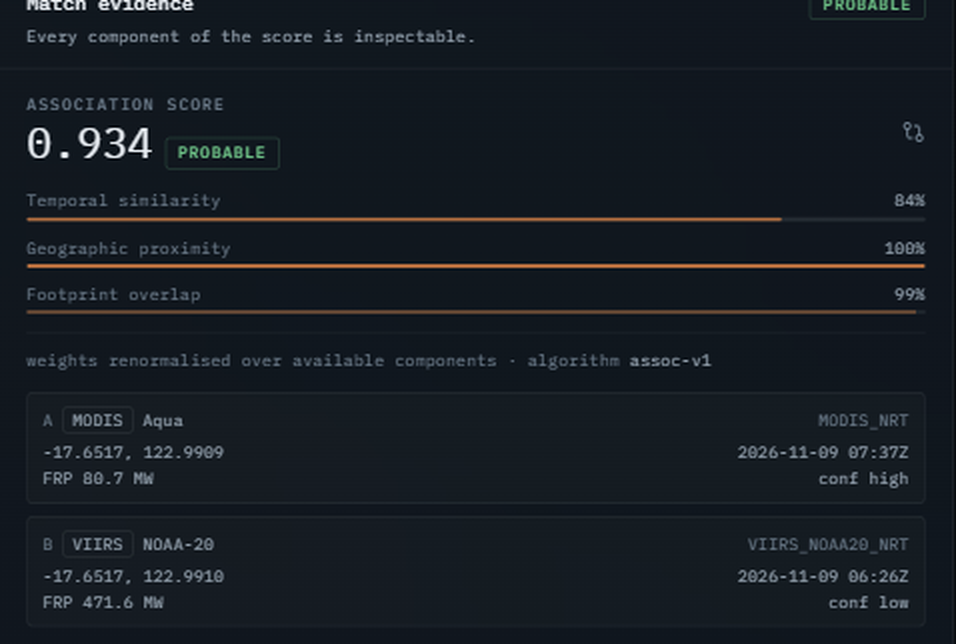 Match evidence
PROBABLE
Every component of the score is inspectable.
ASSOCIATION SCORE
0.934 PROBABLE
Temporal similarity 84%
Geographic proximity 100%
Footprint overlap 99%
weights renormalised over available components · algorithm assoc-v1
A MODIS Aqua MODIS_NRT
-17.6517, 122.9909 2026-11-09 07:37Z
FRP 80.7 MW conf high
B VIIRS NOAA-20 VIIRS_NOAA20_NRT
-17.6517, 122.9910 2026-11-09 06:26Z
FRP 471.6 MW conf low